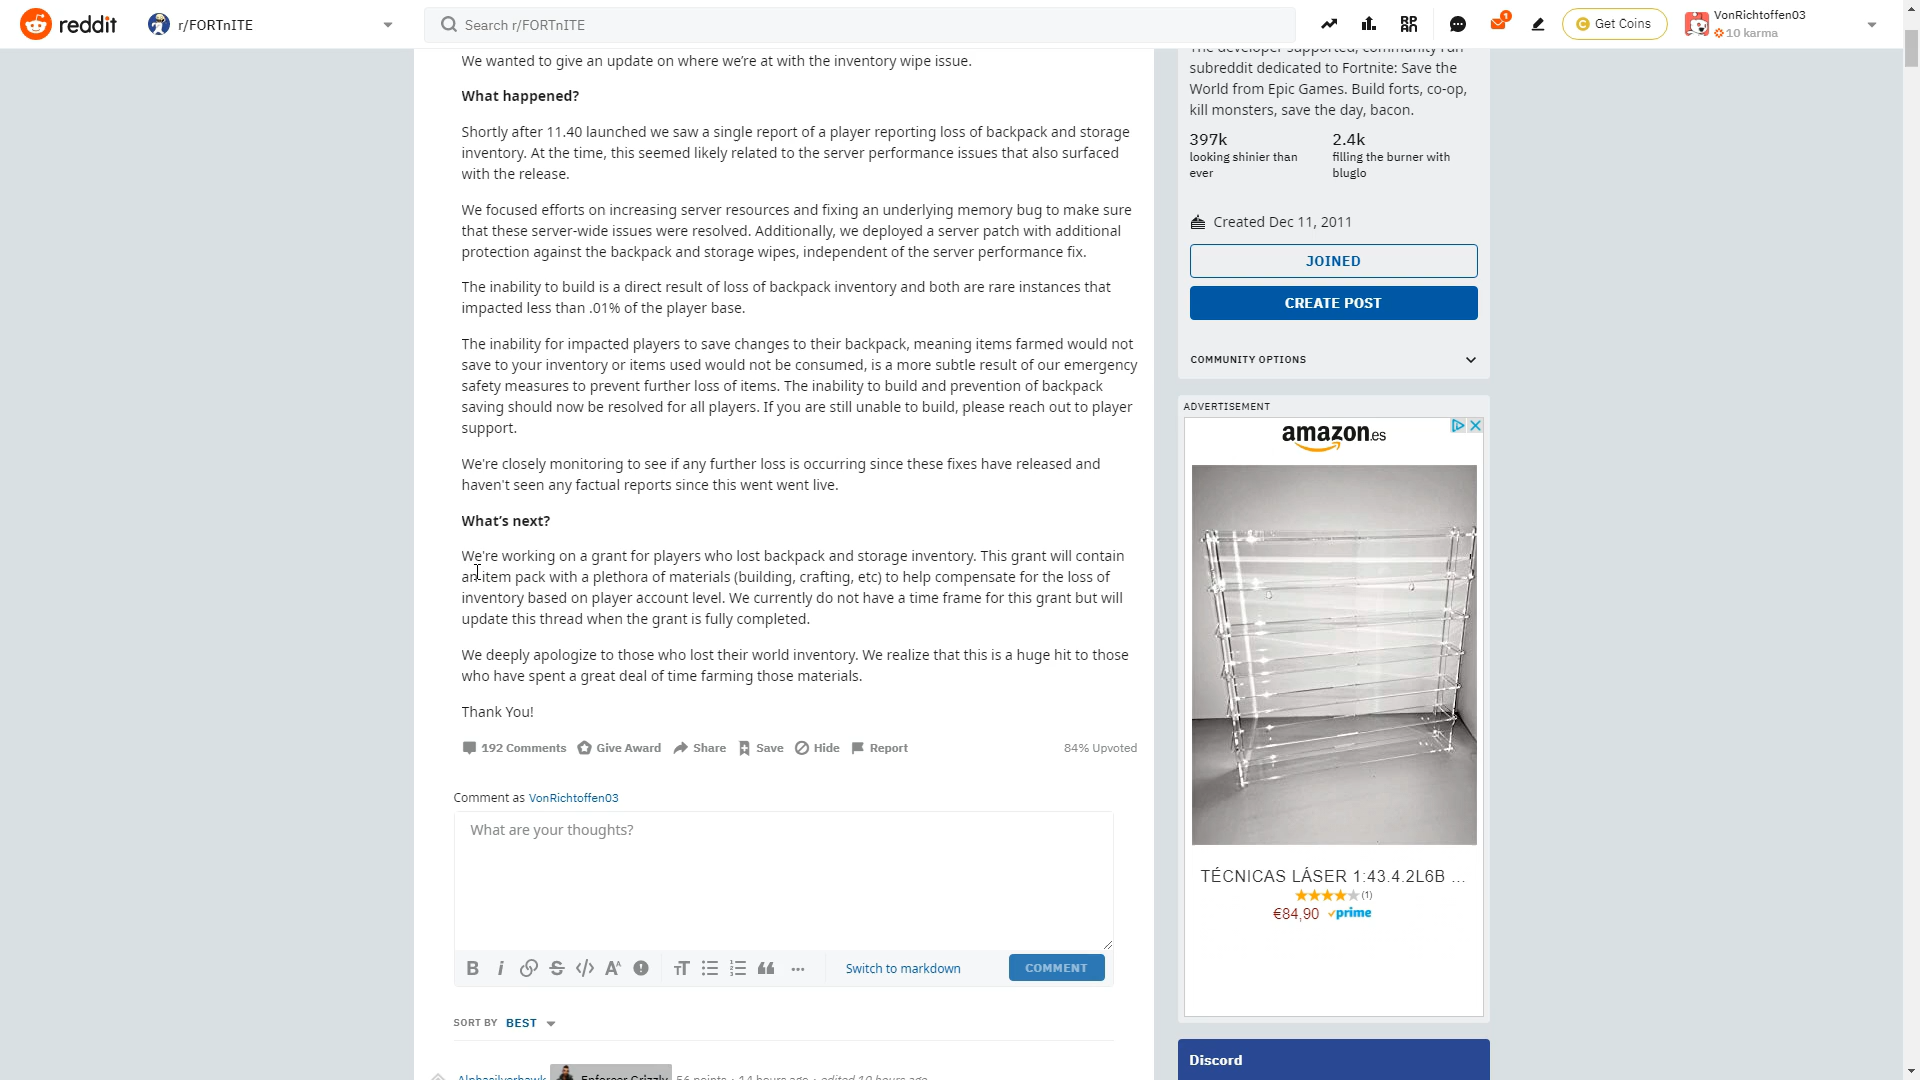 reddit
r/FORTnITE
Search r/FORTnITE
1
Get Coins
VonRichtoffen03
10 karma
We wanted to give an update on where we’re at with the inventory wipe issue.
What happened?
Shortly after 11.40 launched we saw a single report of a player reporting loss of backpack and storage
inventory. At the time, this seemed likely related to the server performance issues that also surfaced
with the release.
We focused efforts on increasing server resources and fixing an underlying memory bug to make sure
that these server-wide issues were resolved. Additionally, we deployed a server patch with additional
protection against the backpack and storage wipes, independent of the server performance fix.
The inability to build is a direct result of loss of backpack inventory and both are rare instances that
impacted less than .01% of the player base.
The inability for impacted players to save changes to their backpack, meaning items farmed would not
save to your inventory or items used would not be consumed, is a more subtle result of our emergency
safety measures to prevent further loss of items. The inability to build and prevention of backpack
saving should now be resolved for all players. If you are still unable to build, please reach out to player
support.
We're closely monitoring to see if any further loss is occurring since these fixes have released and
haven't seen any factual reports since this went went live.
What’s next?
We're working on a grant for players who lost backpack and storage inventory. This grant will contain
an item pack with a plethora of materials (building, crafting, etc) to help compensate for the loss of
inventory based on player account level. We currently do not have a time frame for this grant but will
update this thread when the grant is fully completed.
We deeply apologize to those who lost their world inventory. We realize that this is a huge hit to those
who have spent a great deal of time farming those materials.
Thank You!
192 Comments Give Award Share Save Hide Report 84% Upvoted
Comment as VonRichtoffen03
What are your thoughts?
Switch to markdown
COMMENT
SORT BY BEST
Alphasilverhawk Enforcer Grizzly 56 points · 14 hours ago · edited 10 hours ago
The developer supported, community run
subreddit dedicated to Fortnite: Save the
World from Epic Games. Build forts, co-op,
kill monsters, save the day, bacon.
397k
looking shinier than
ever
2.4k
filling the burner with
bluglo
Created Dec 11, 2011
JOINED
CREATE POST
COMMUNITY OPTIONS
ADVERTISEMENT
amazon.es
TÉCNICAS LÁSER 1:43.4.2L6B ...
(1)
€84,90 prime
Discord